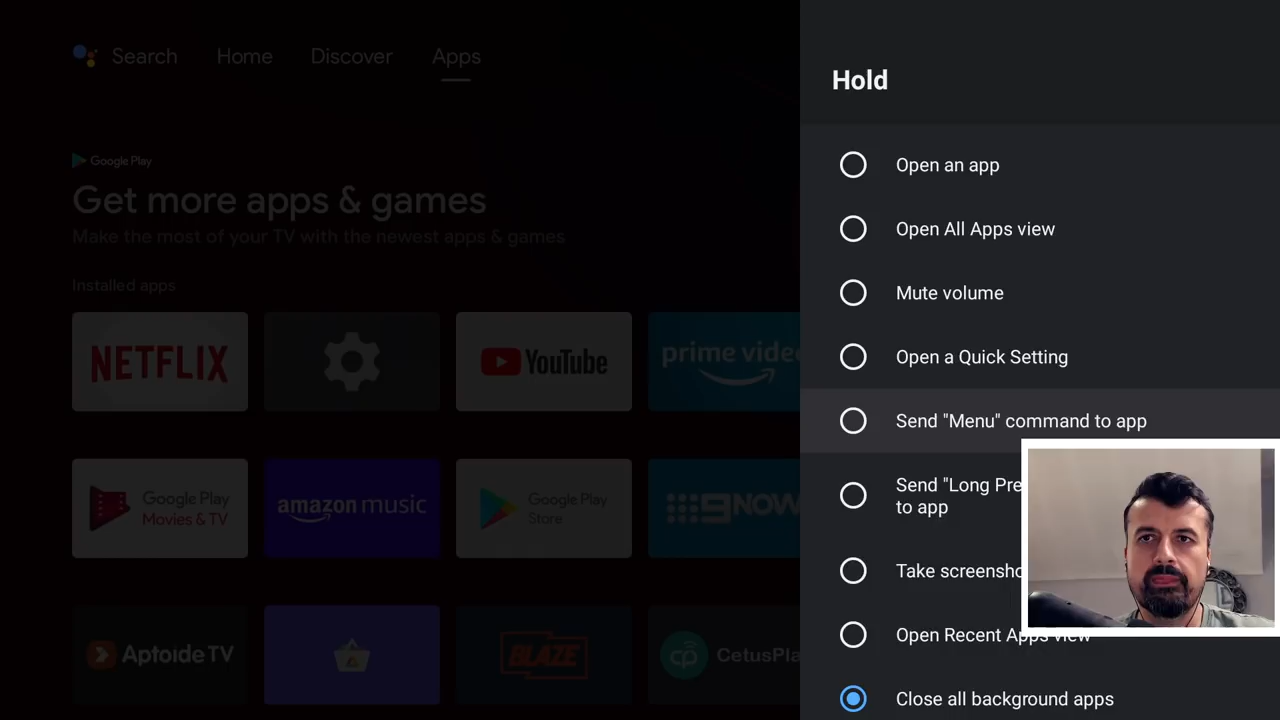 Search Home Discover Apps
Google Play
Get more apps & games
Make the most of your TV with the newest apps & games
Installed apps
NETFLIX
YouTube
prime video
Google Play
Movies & TV
amazon music
Google Play
Store
9NOW
AptoideTV
BLAZE
cp CetusPla
Hold
Open an app
Open All Apps view
Mute volume
Open a Quick Setting
Send "Menu" command to app
Send "Long Pre
to app
Take screensho
Open Recent Apps view
Close all background apps